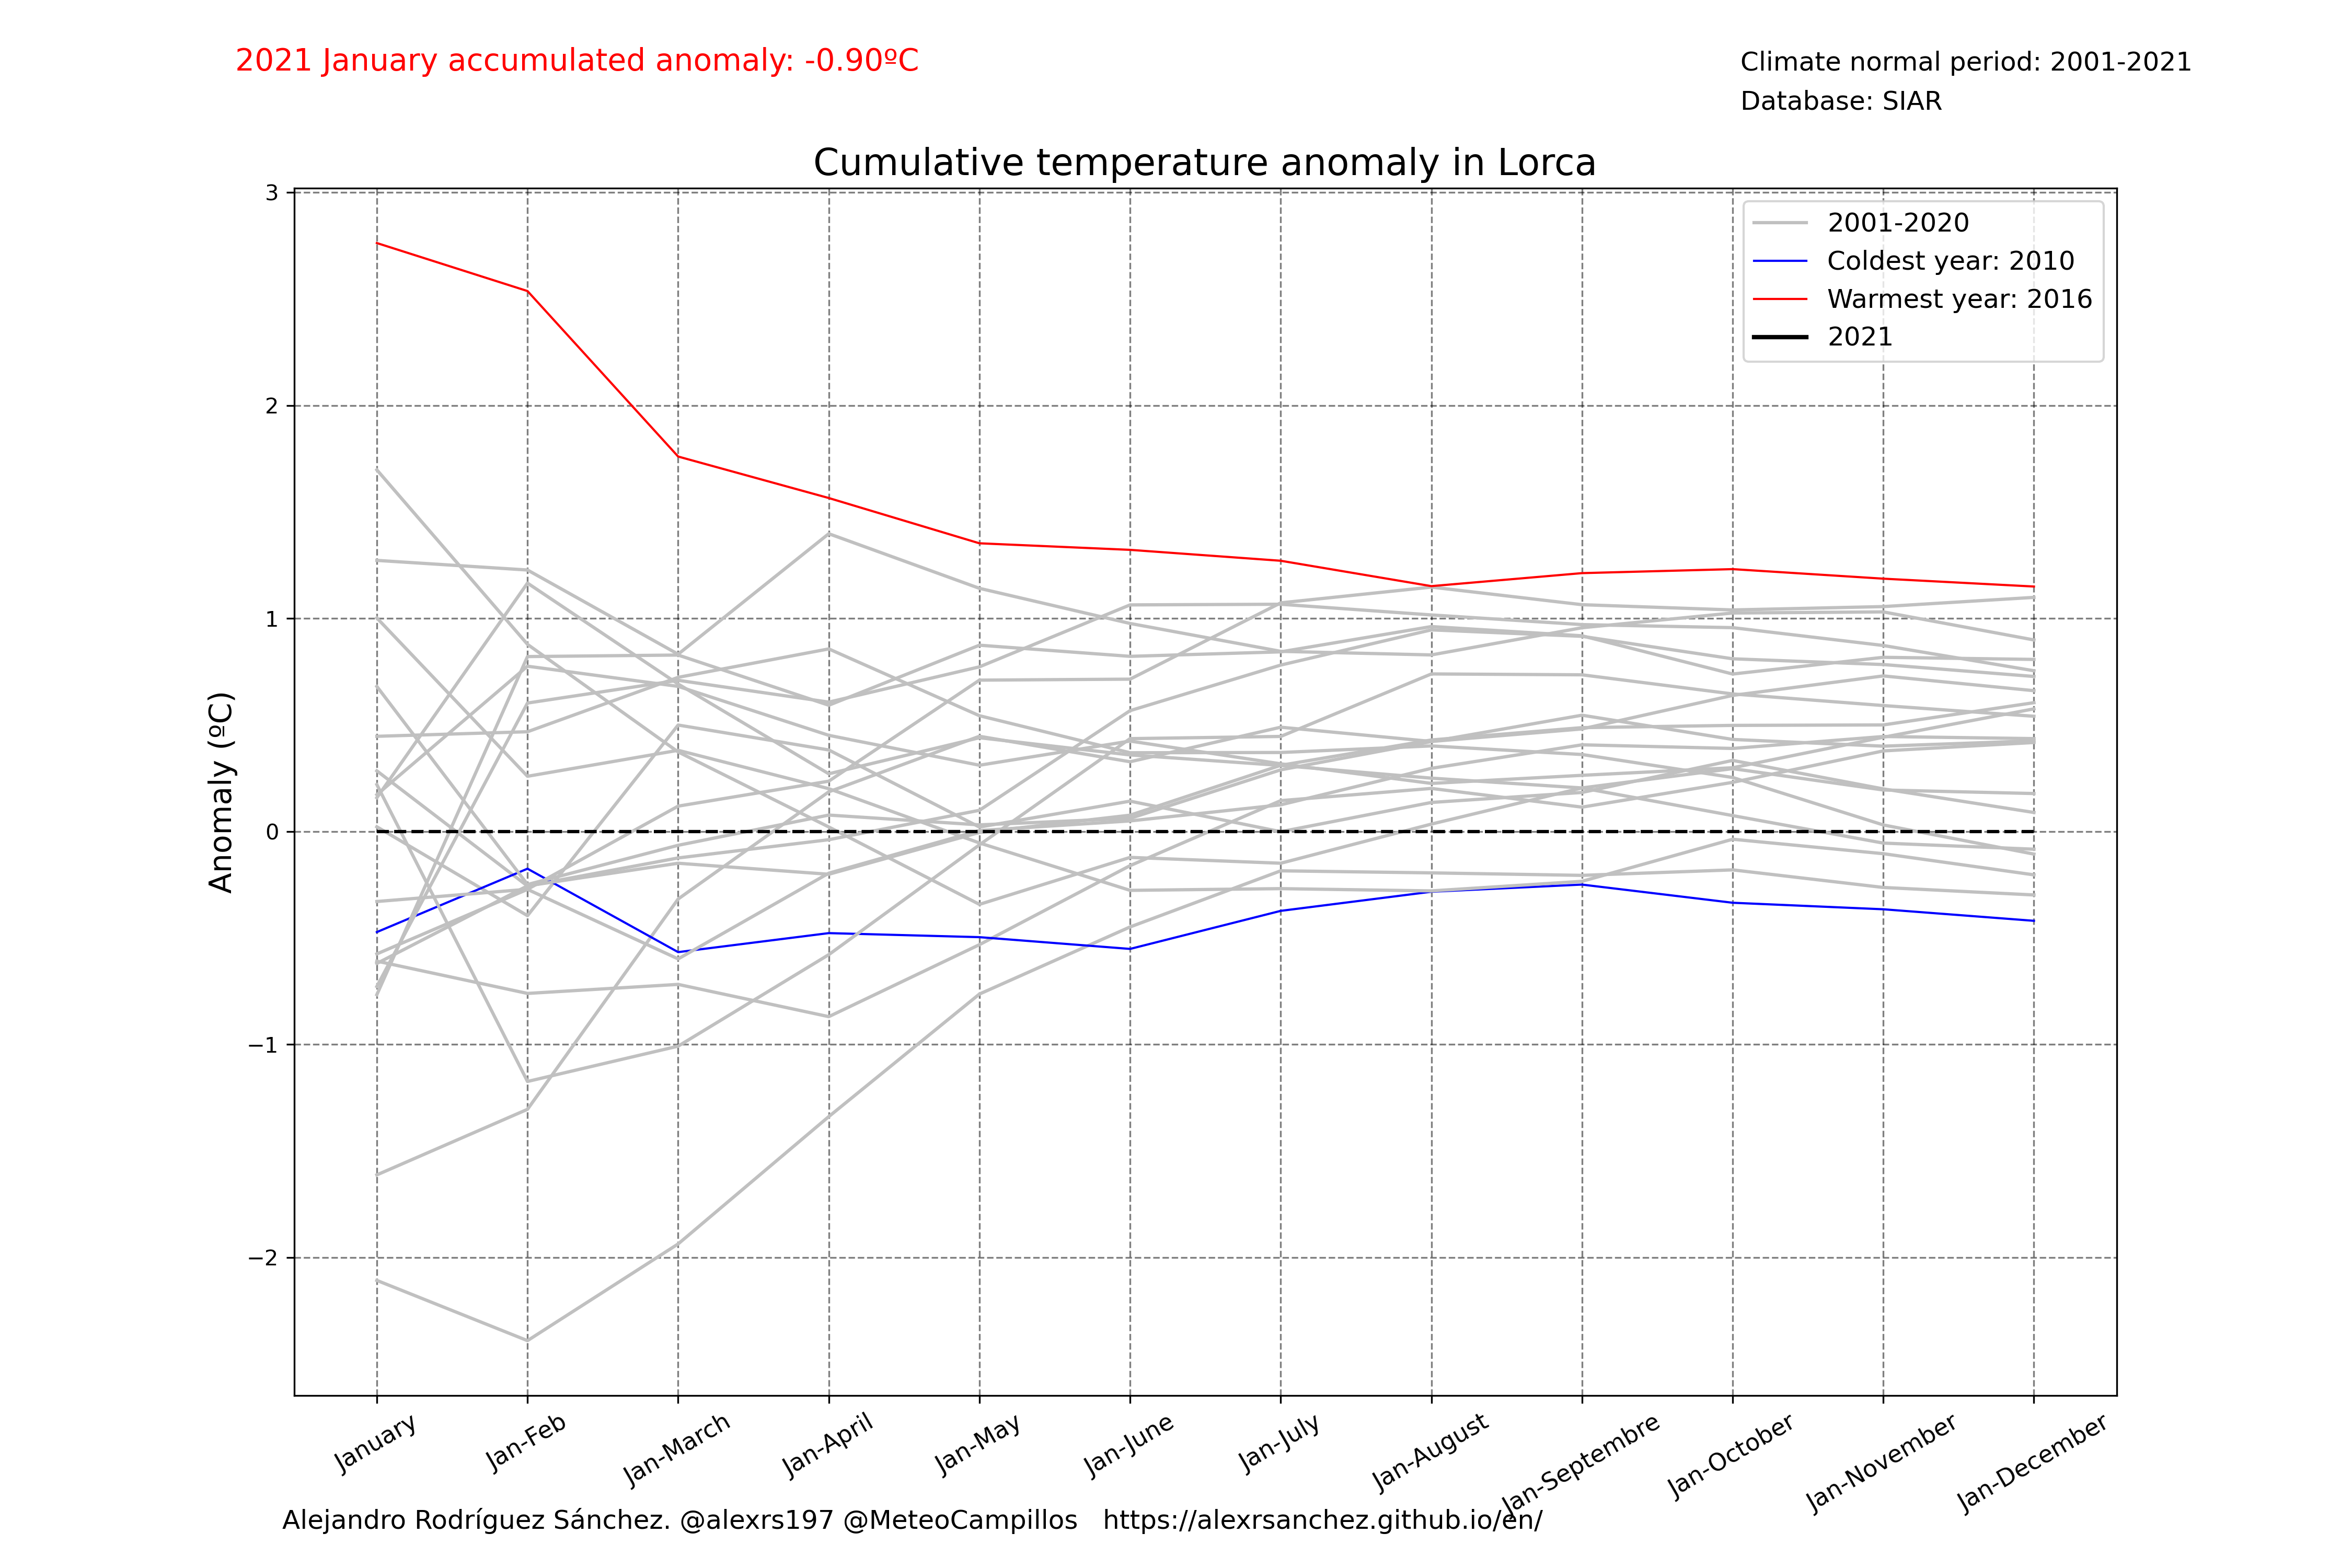 2021 January accumulated anomaly: -0.90ºC
Climate normal period: 2001-2021
Database: SIAR
Cumulative temperature anomaly in Lorca
2001-2020
Coldest year: 2010
Warmest year: 2016
2021
Anomaly (ºC)
3
2
1
0
−1
−2
January
Jan-Feb
Jan-March
Jan-April
Jan-May
Jan-June
Jan-July
Jan-August
Jan-Septembre
Jan-October
Jan-November
Jan-December
Alejandro Rodríguez Sánchez. @alexrs197 @MeteoCampillos https://alexrsanchez.github.io/en/